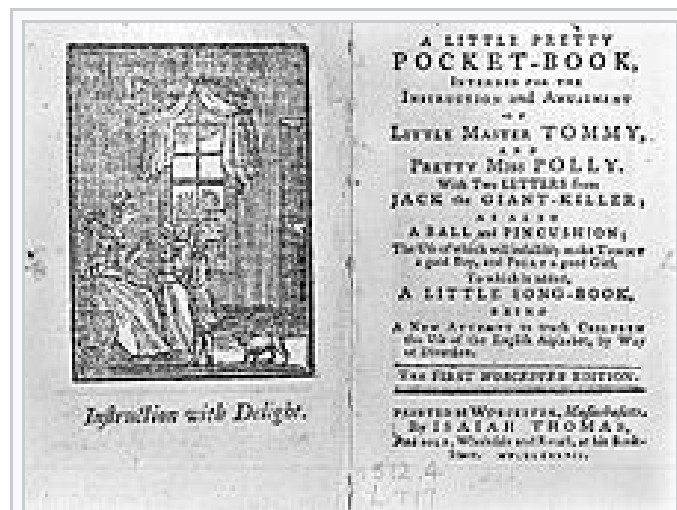 Instruction with Delight.
A LITTLE PRETTY
POCKET-BOOK,
INTENDED FOR THE
INSTRUCTION and AMUSEMENT
OF
LITTLE MASTER TOMMY,
AND
PRETTY MISS POLLY.
With Two LETTERS from
JACK the GIANT-KILLER;
AS ALSO
A BALL and PINCUSHION;
The Use of which will infallibly make TOMMY
a good Boy, and POLLY a good Girl.
To which is added,
A LITTLE SONG-BOOK,
BEING
A NEW ATTEMPT to teach CHILDREN
the Use of the English Alphabet, by Way
of Diversion.
THE FIRST WORCESTER EDITION.
PRINTED at WORCESTER, Massachusetts.
By ISAIAH THOMAS,
AND SOLD, Wholesale and Retail, at his Book-
Store.